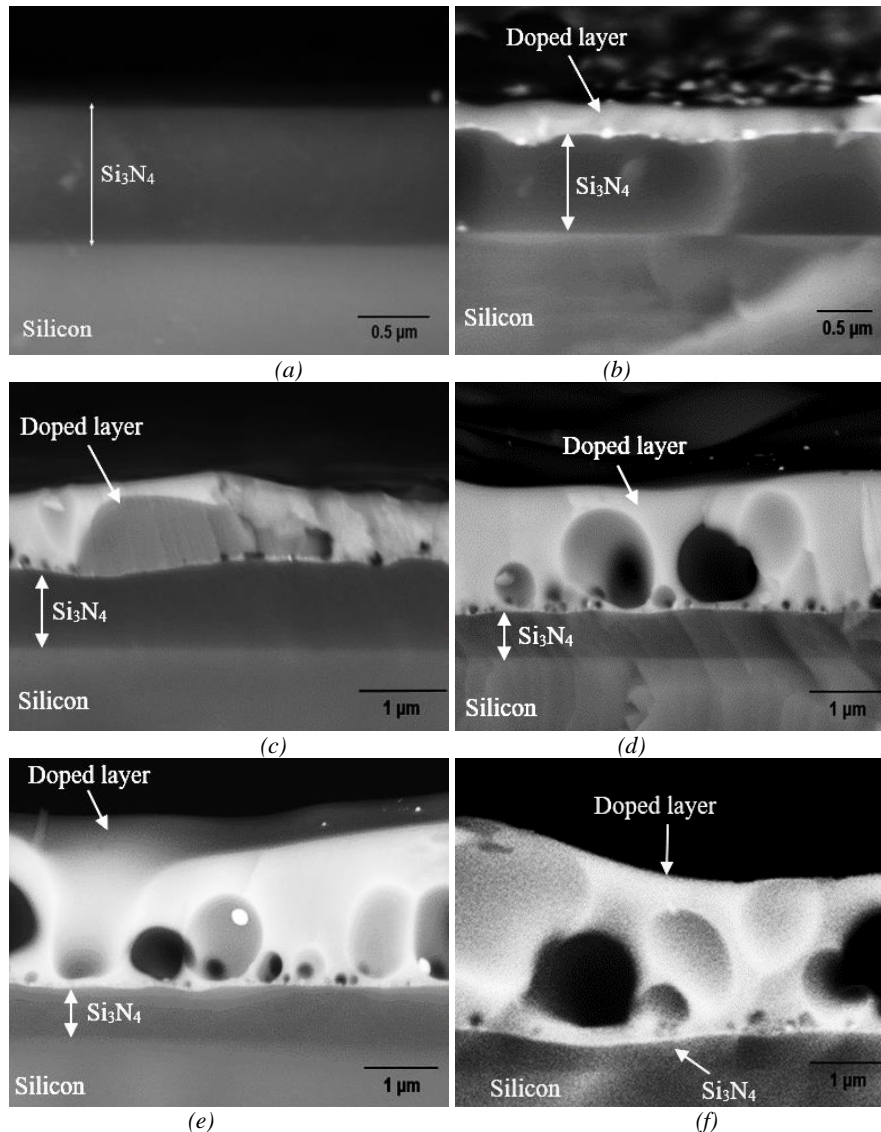 Doped layer
Si₃N₄
Si₃N₄
Silicon
0.5 µm
0.5 µm
(a)
(b)
Doped layer
Doped layer
Si₃N₄
Si₃N₄
Silicon
1 µm
Silicon
1 µm
(c)
(d)
Doped layer
Doped layer
Si₃N₄
Silicon
1 µm
Silicon
Si₃N₄
1 µm
(e)
(f)